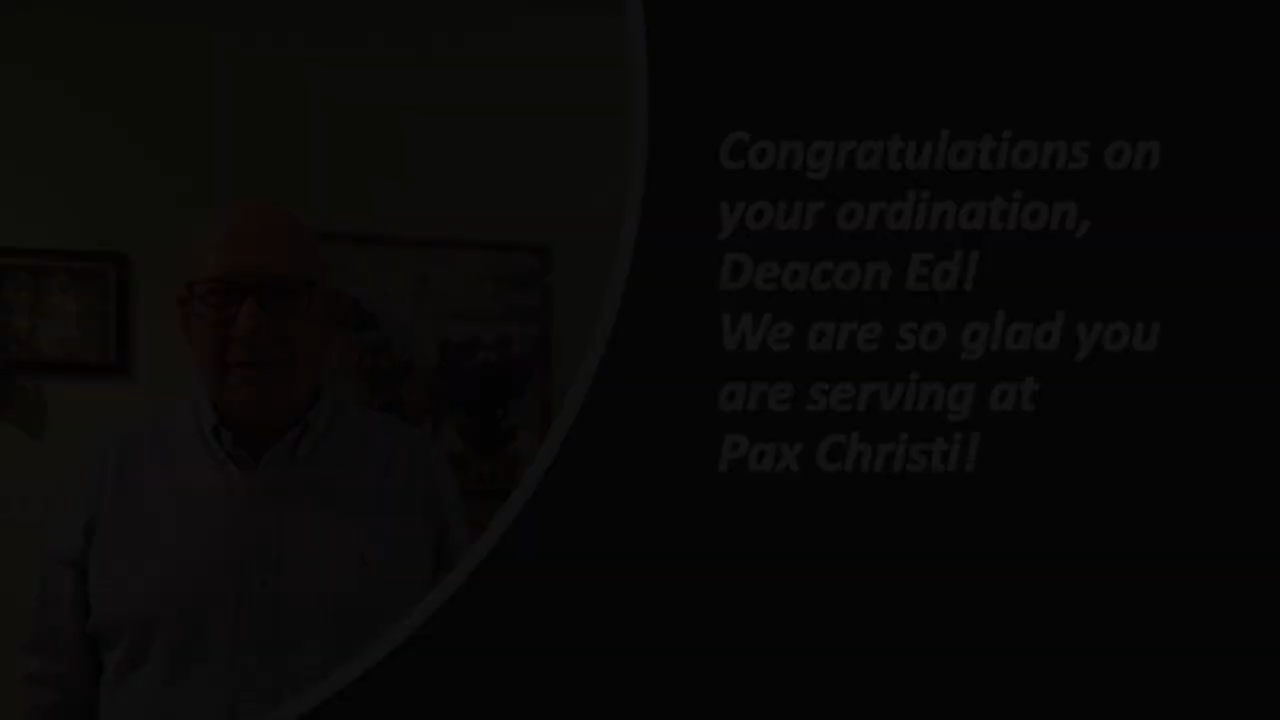 Congratulations on
your ordination,
Deacon Ed!
We are so glad you
are serving at
Pax Christi!